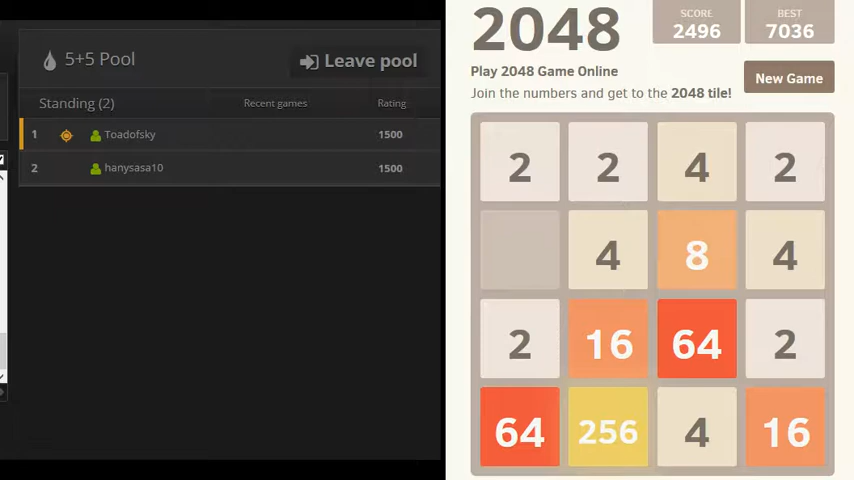 5+5 Pool
Leave pool
Standing (2)
Recent games
Rating
1
Toadofsky
1500
2
hanysasa10
1500
2048
SCORE
2496
BEST
7036
Play 2048 Game Online
Join the numbers and get to the 2048 tile!
New Game
2 2 4 2
4 8 4
2 16 64 2
64 256 4 16